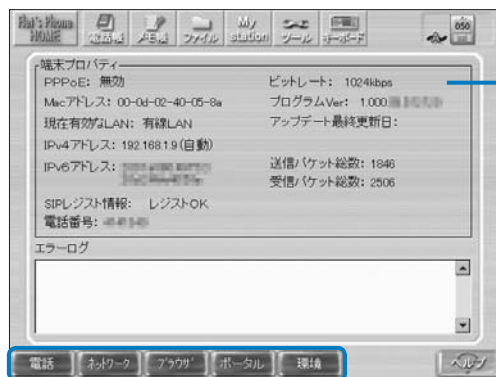 Flat's Phone HOME
電話帳
メモ帳
ファイル
My station
ツール
キーボード
050
端末プロパティ
PPPoE: 無効
ビットレート: 1024kbps
Macアドレス: 00-0d-02-40-05-8a
プログラムVer: 1.000.
現在有効なLAN: 有線LAN
アップデート最終更新日:
IPv4アドレス: 192.168.1.9(自動)
IPv6アドレス:
送信パケット総数: 1846
受信パケット総数: 2506
SIPレジスト情報: レジストOK
電話番号:
エラーログ
電話
ネットワーク
ブラウザ
ポータル
環境
ヘルプ